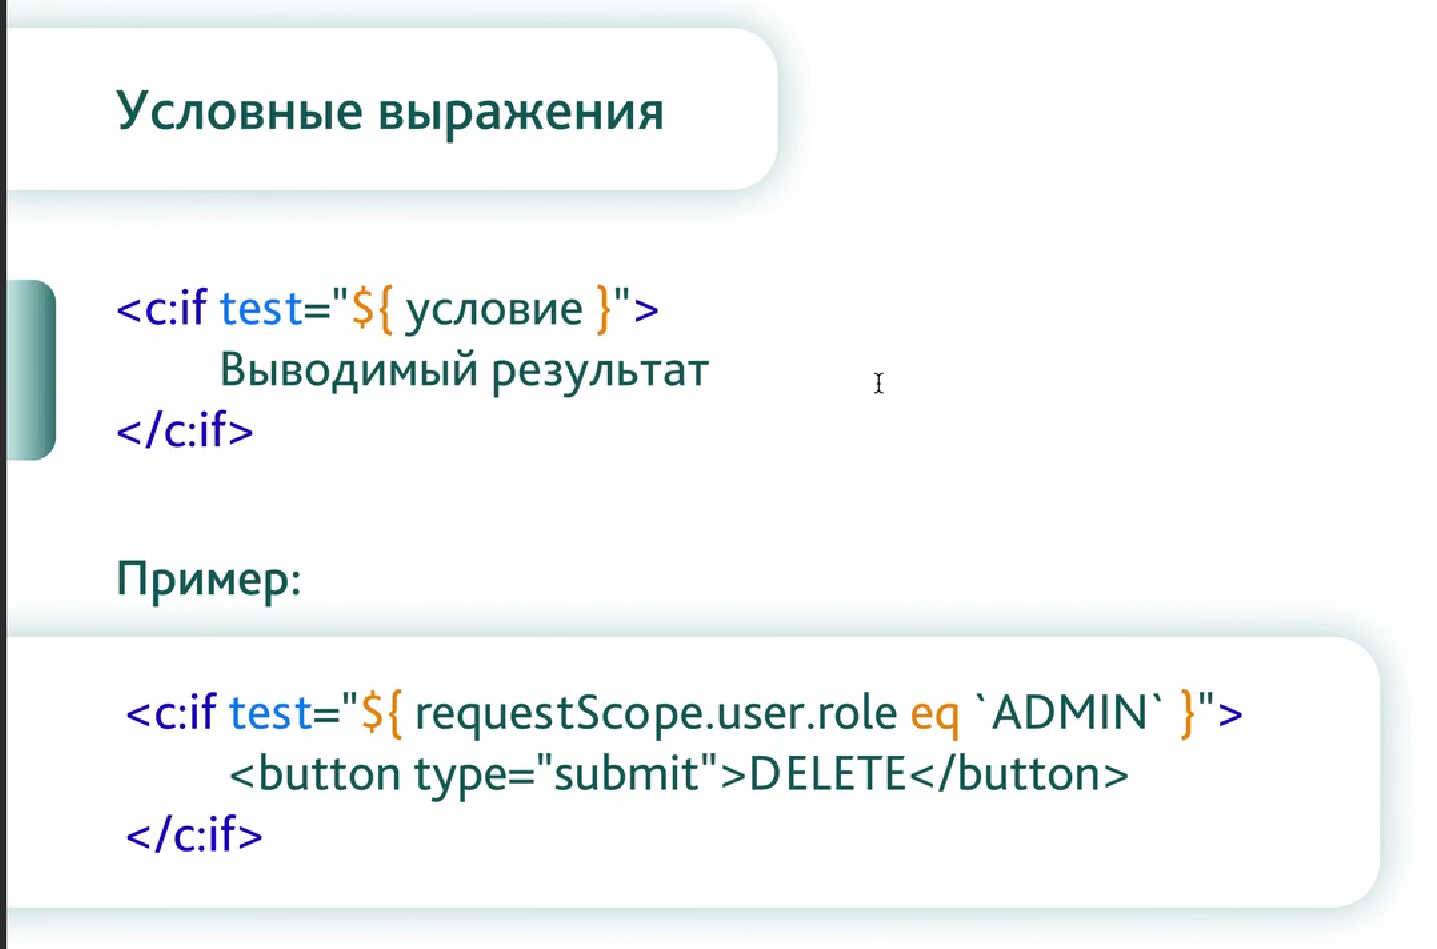 Условные выражения
<c:if test="${ условие }">
Выводимый результат
</c:if>
Пример:
<c:if test="${ requestScope.user.role eq `ADMIN` }">
<button type="submit">DELETE</button>
</c:if>